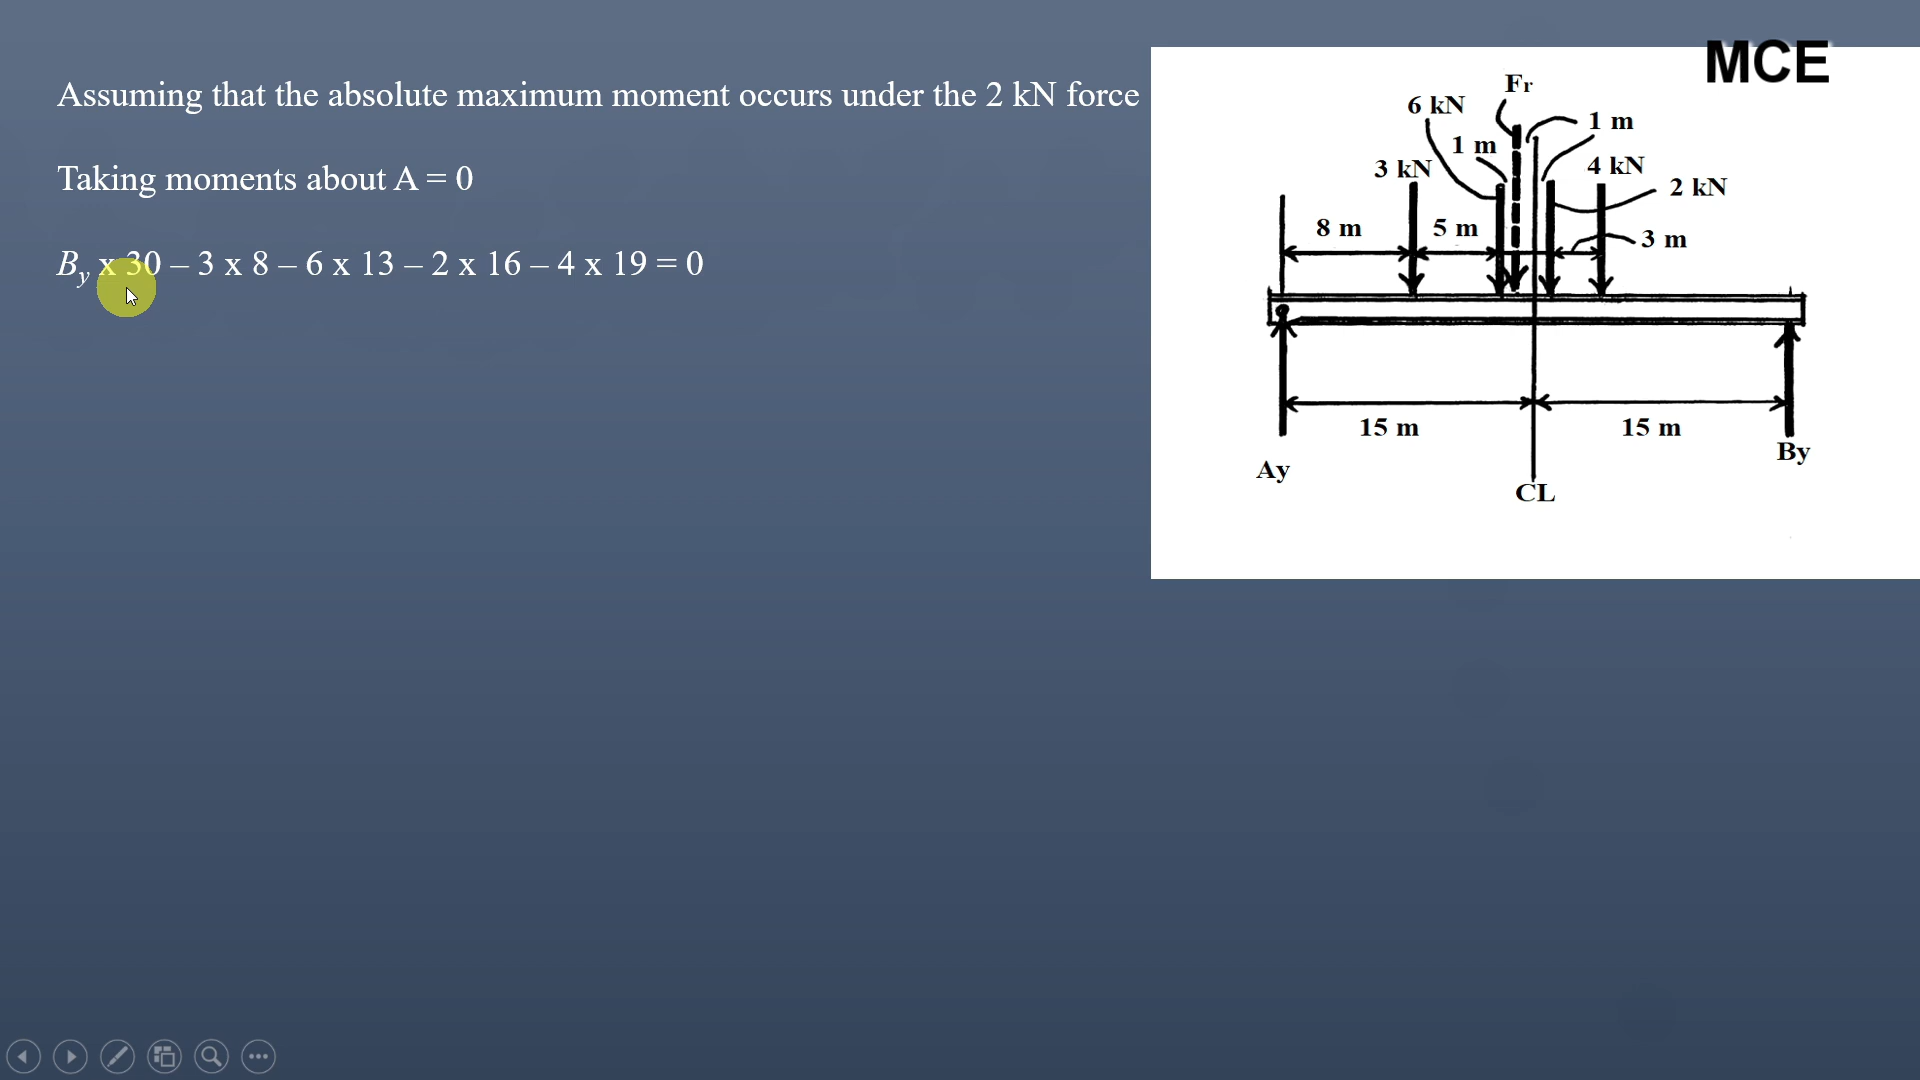 MCE
Assuming that the absolute maximum moment occurs under the 2 kN force
Taking moments about A = 0
By x 30 – 3 x 8 – 6 x 13 – 2 x 16 – 4 x 19 = 0
Fr
6 kN
1 m
1 m
3 kN
4 kN
2 kN
8 m
5 m
3 m
15 m
15 m
Ay
By
CL